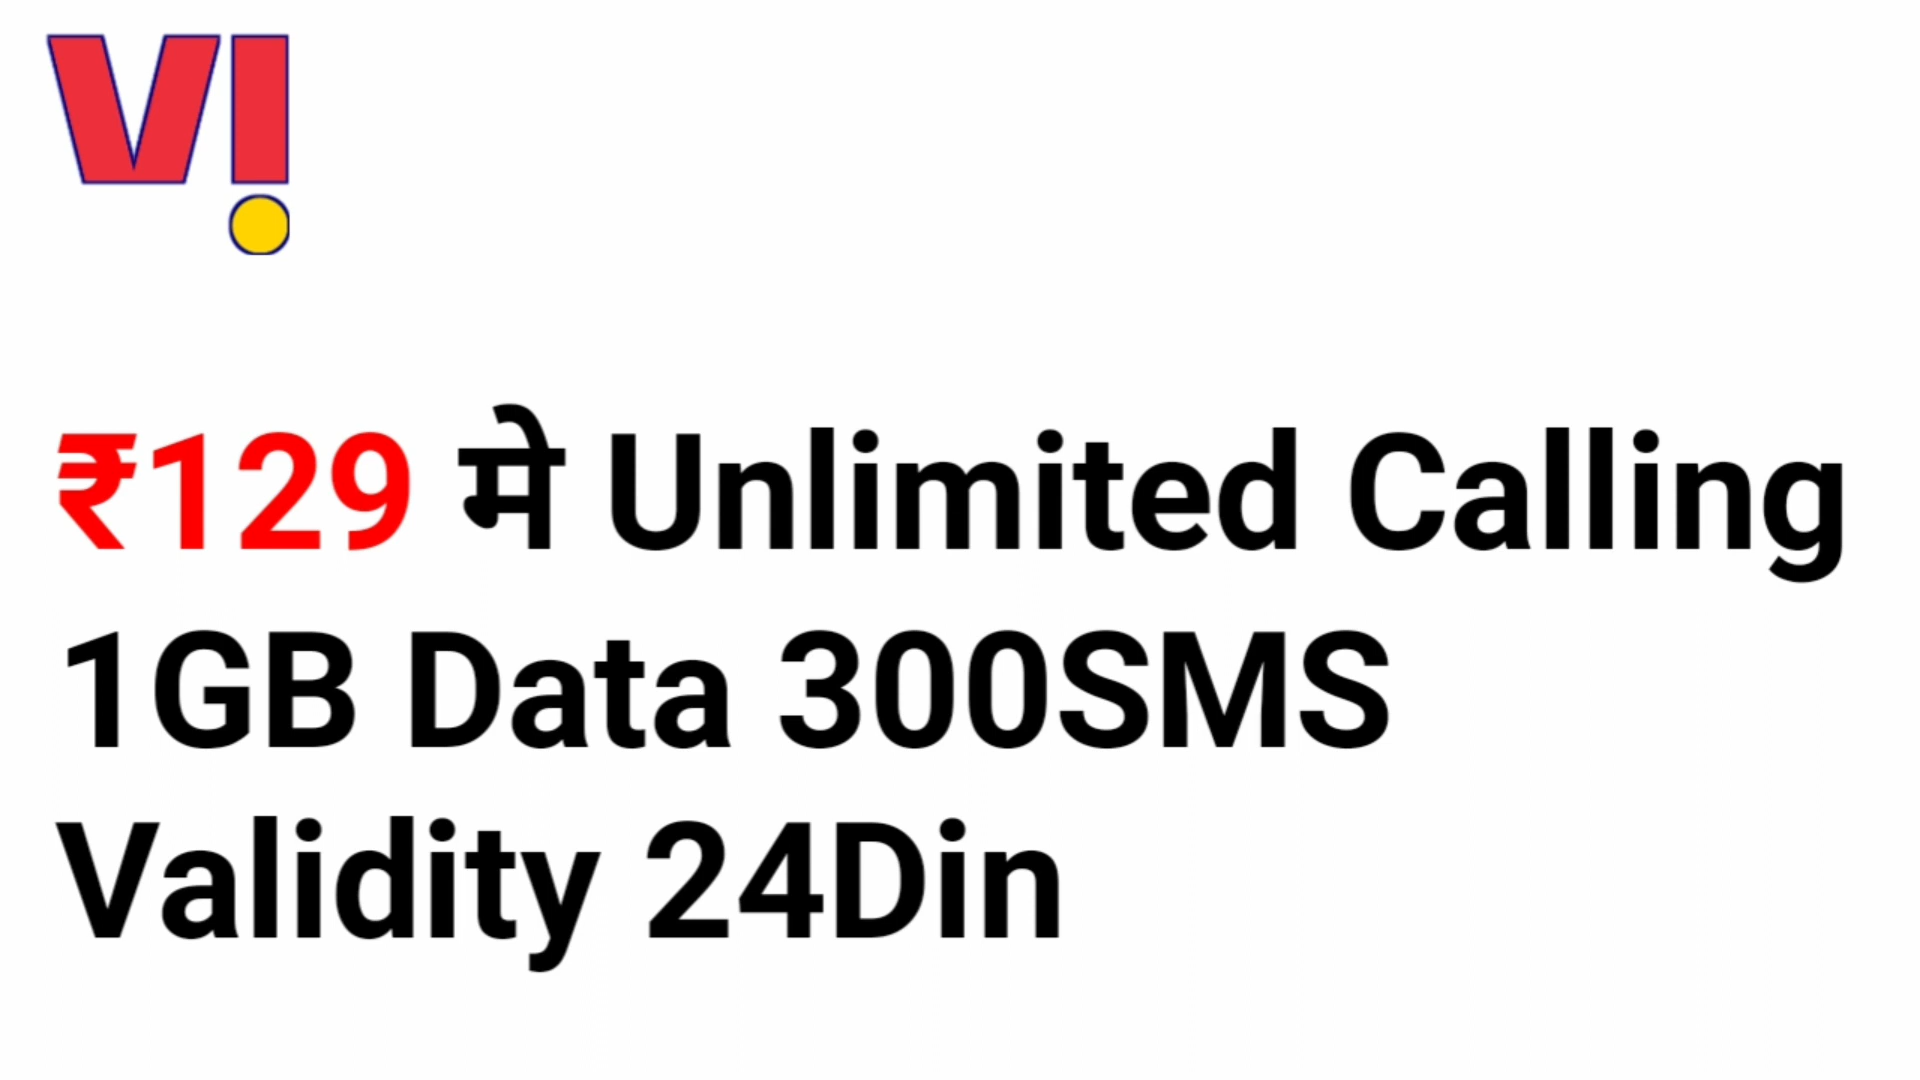 VI
₹129 मे Unlimited Calling
1GB Data 300SMS
Validity 24Din